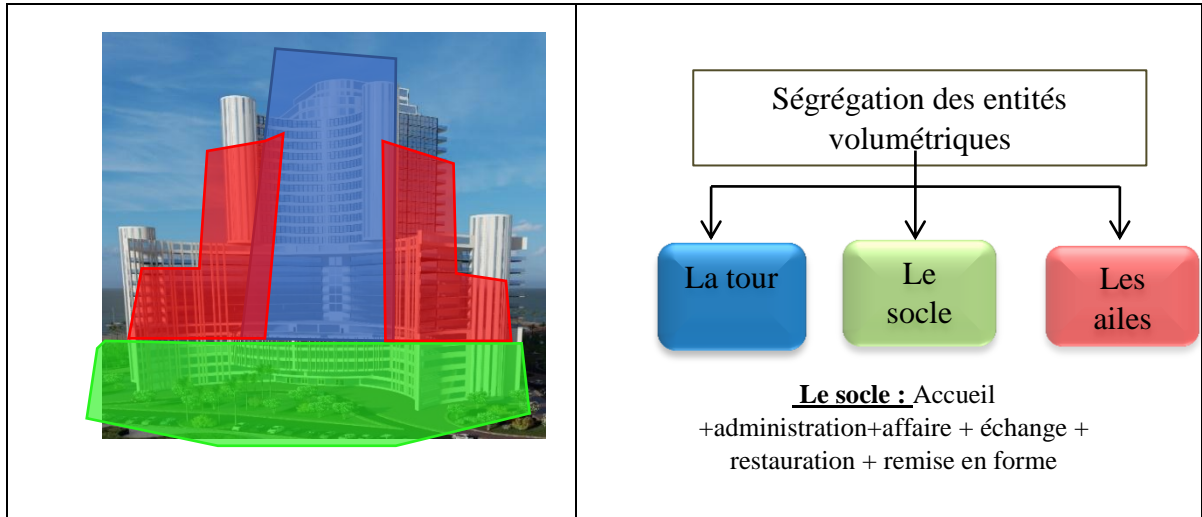 Ségrégation des entités
volumétriques
La tour
Le
socle
Les
ailes
Le socle : Accueil
+administration+affaire + échange +
restauration + remise en forme